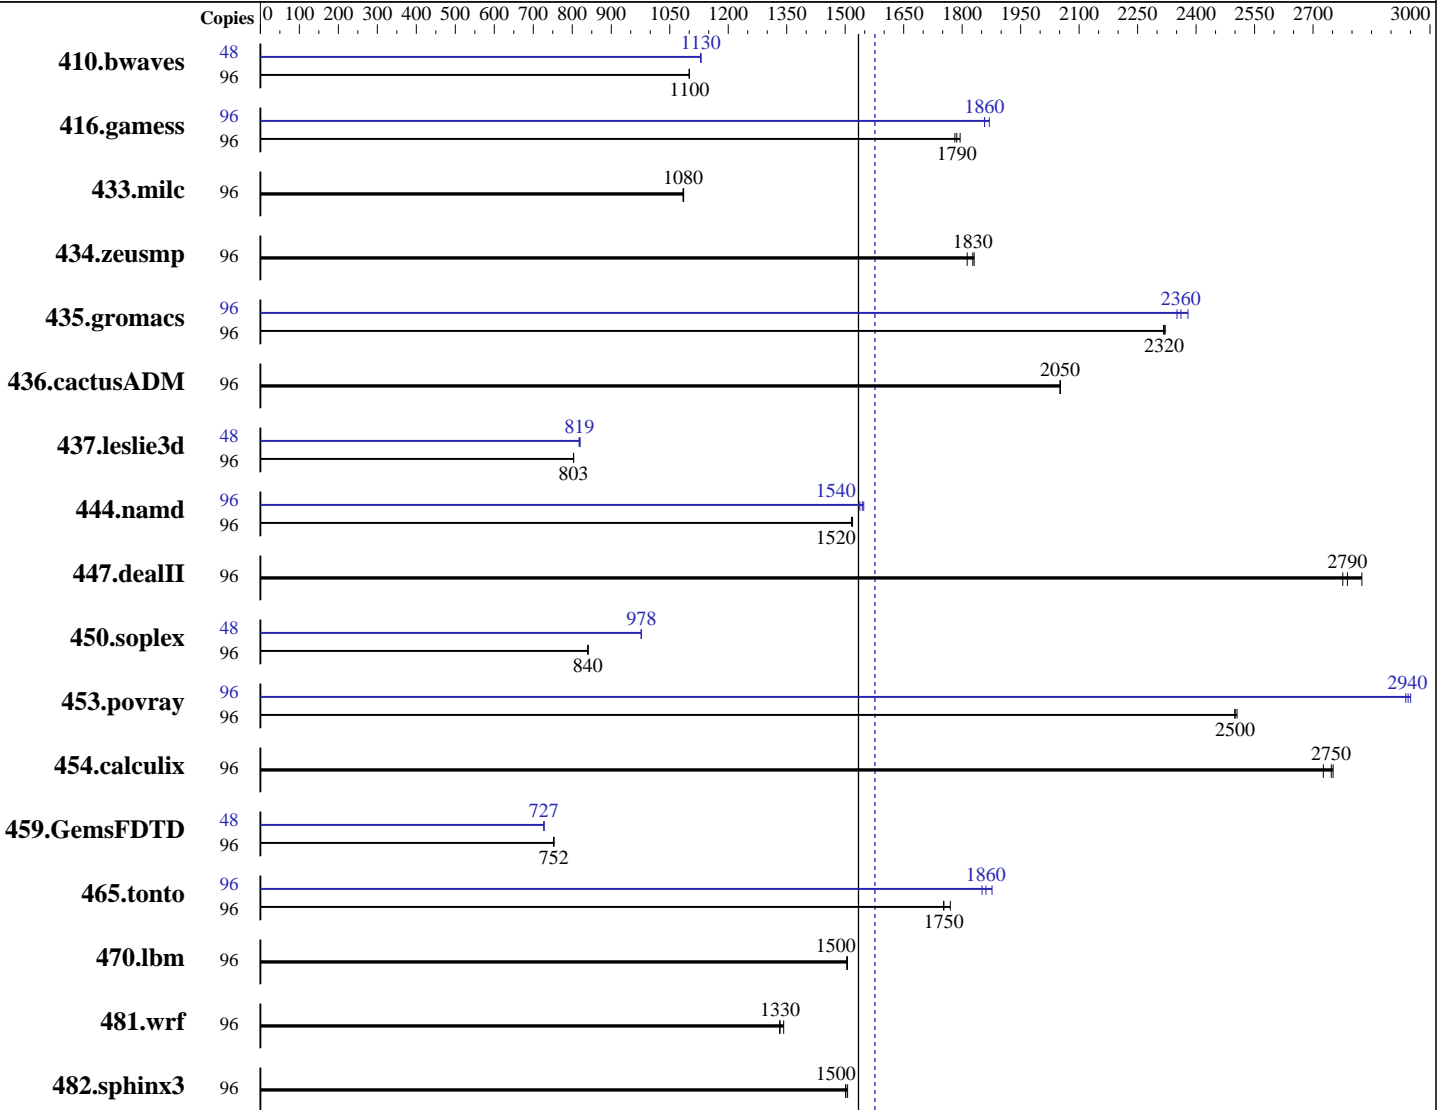 Copies 0 100 200 300 400 500 600 700 800 900 1050 1200 1350 1500 1650 1800 1950 2100 2250 2400 2550 2700 3000
410.bwaves 48 1130
96 1100
416.gamess 96 1860
96 1790
433.milc 96 1080
434.zeusmp 96 1830
435.gromacs 96 2360
96 2320
436.cactusADM 96 2050
437.leslie3d 48 819
96 803
444.namd 96 1540
96 1520
447.dealII 96 2790
450.soplex 48 978
96 840
453.povray 96 2940
96 2500
454.calculix 96 2750
459.GemsFDTD 48 727
96 752
465.tonto 96 1860
96 1750
470.lbm 96 1500
481.wrf 96 1330
482.sphinx3 96 1500